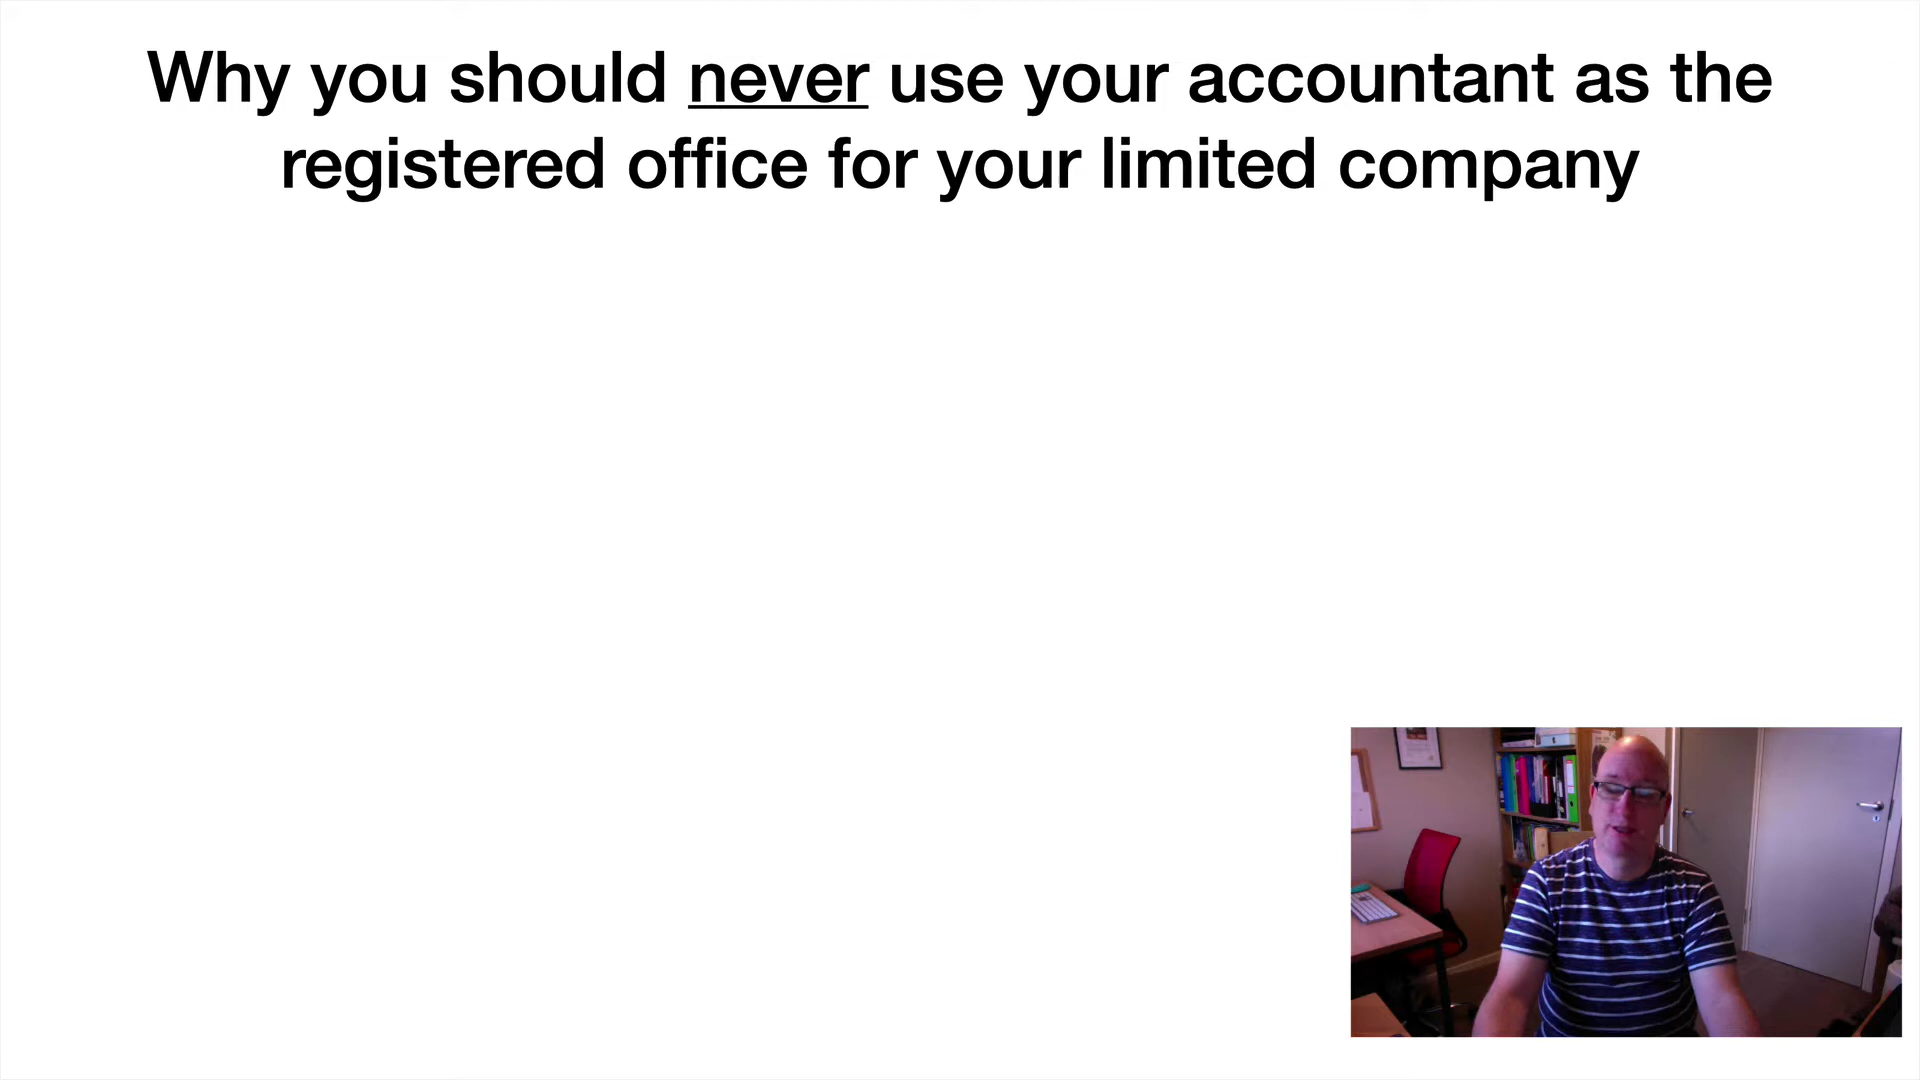 Why you should never use your accountant as the
registered office for your limited company